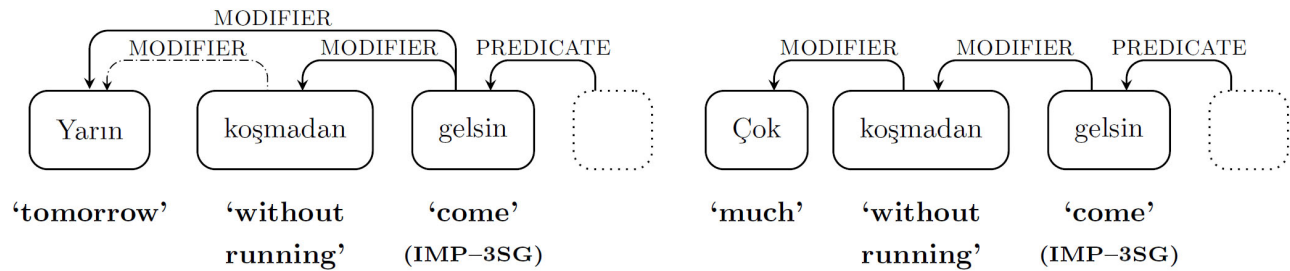 MODIFIER
MODIFIER MODIFIER PREDICATE MODIFIER MODIFIER PREDICATE
Yarın koşmadan gelsin Çok koşmadan gelsin
‘tomorrow’ ‘without ‘come’ ‘much’ ‘without ‘come’
running’ (IMP–3SG) running’ (IMP–3SG)